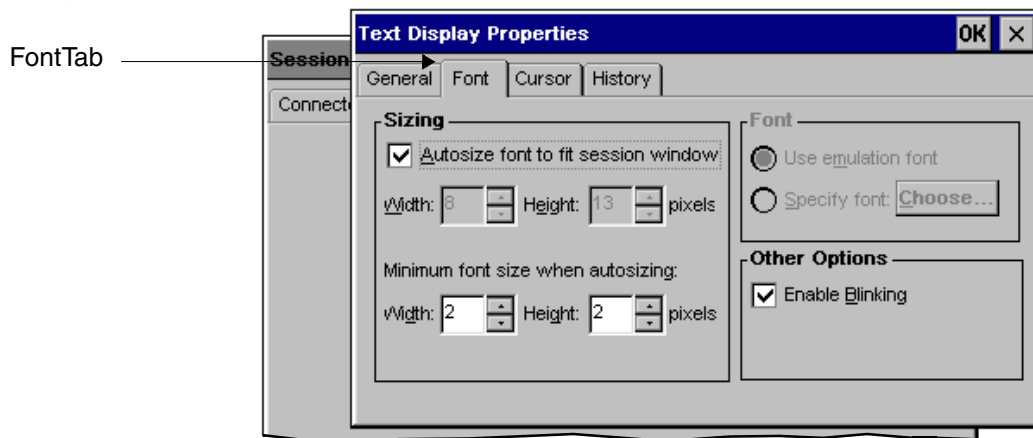 FontTab
Session
Connecte
Text Display Properties
OK
General Font Cursor History
Sizing
Autosize font to fit session window
Width: 8 Height: 13 pixels
Minimum font size when autosizing:
Width: 2 Height: 2 pixels
Font
Use emulation font
Specify font: Choose...
Other Options
Enable Blinking